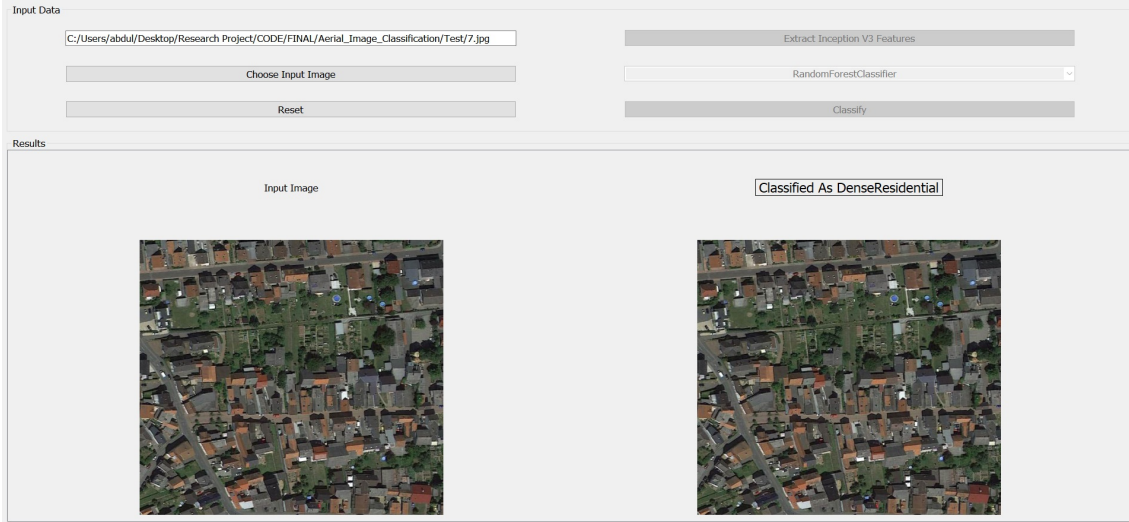 Input Data
C:/Users/abdul/Desktop/Research Project/CODE/FINAL/Aerial_Image_Classification/Test/7.jpg
Extract Inception V3 Features
Choose Input Image
RandomForestClassifier
Reset
Classify
Results
Input Image
Classified As DenseResidential